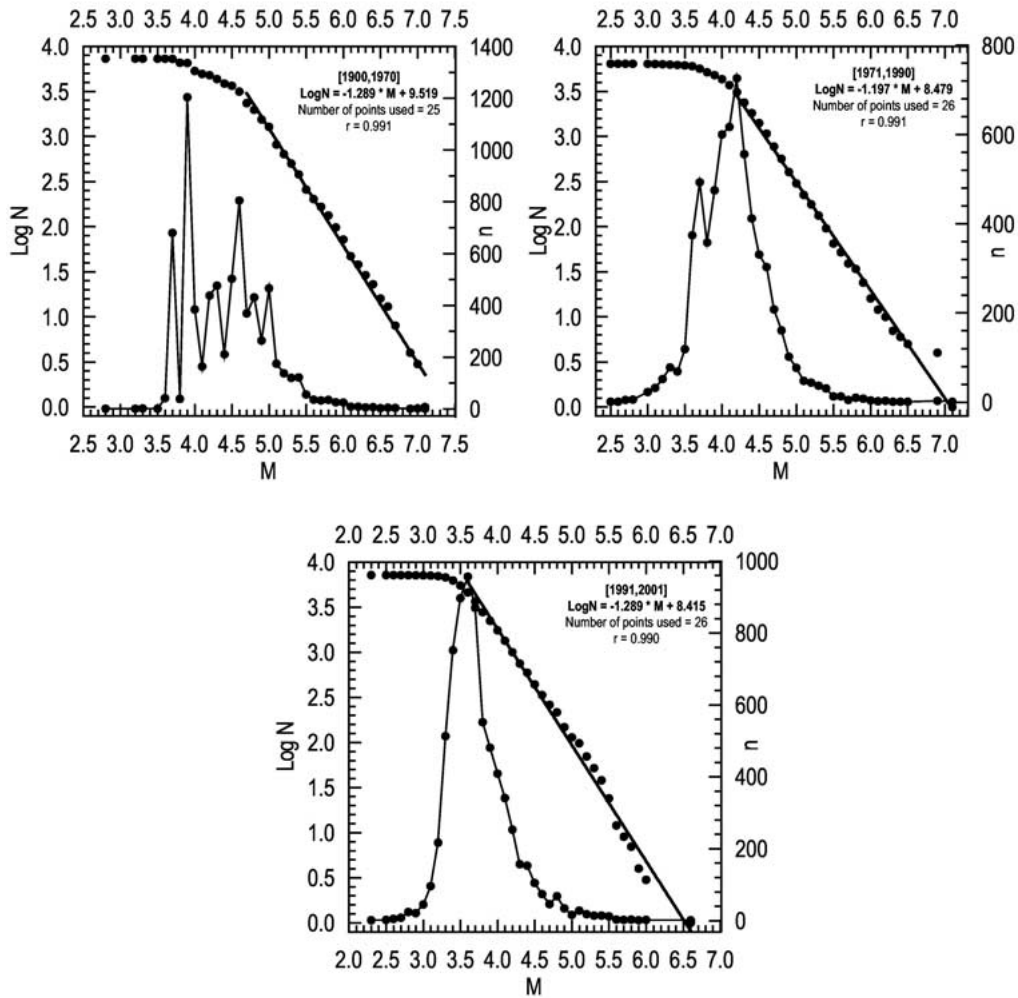 2.5 3.0 3.5 4.0 4.5 5.0 5.5 6.0 6.5 7.0 7.5
4.0
3.5
3.0
2.5
2.0
1.5
1.0
0.5
0.0
Log N
[1900,1970]
LogN = -1.289 * M + 9.519
Number of points used = 25
r = 0.991
1400
1200
1000
800
600
400
200
0
n
2.5 3.0 3.5 4.0 4.5 5.0 5.5 6.0 6.5 7.0 7.5
M
2.5 3.0 3.5 4.0 4.5 5.0 5.5 6.0 6.5 7.0
4.0
3.5
3.0
2.5
2.0
1.5
1.0
0.5
0.0
Log N
[1971,1990]
LogN = -1.197 * M + 8.479
Number of points used = 26
r = 0.991
800
600
400
200
0
n
2.5 3.0 3.5 4.0 4.5 5.0 5.5 6.0 6.5 7.0
M
2.0 2.5 3.0 3.5 4.0 4.5 5.0 5.5 6.0 6.5 7.0
4.0
3.5
3.0
2.5
2.0
1.5
1.0
0.5
0.0
Log N
[1991,2001]
LogN = -1.289 * M + 8.415
Number of points used = 26
r = 0.990
1000
800
600
400
200
0
n
2.0 2.5 3.0 3.5 4.0 4.5 5.0 5.5 6.0 6.5 7.0
M